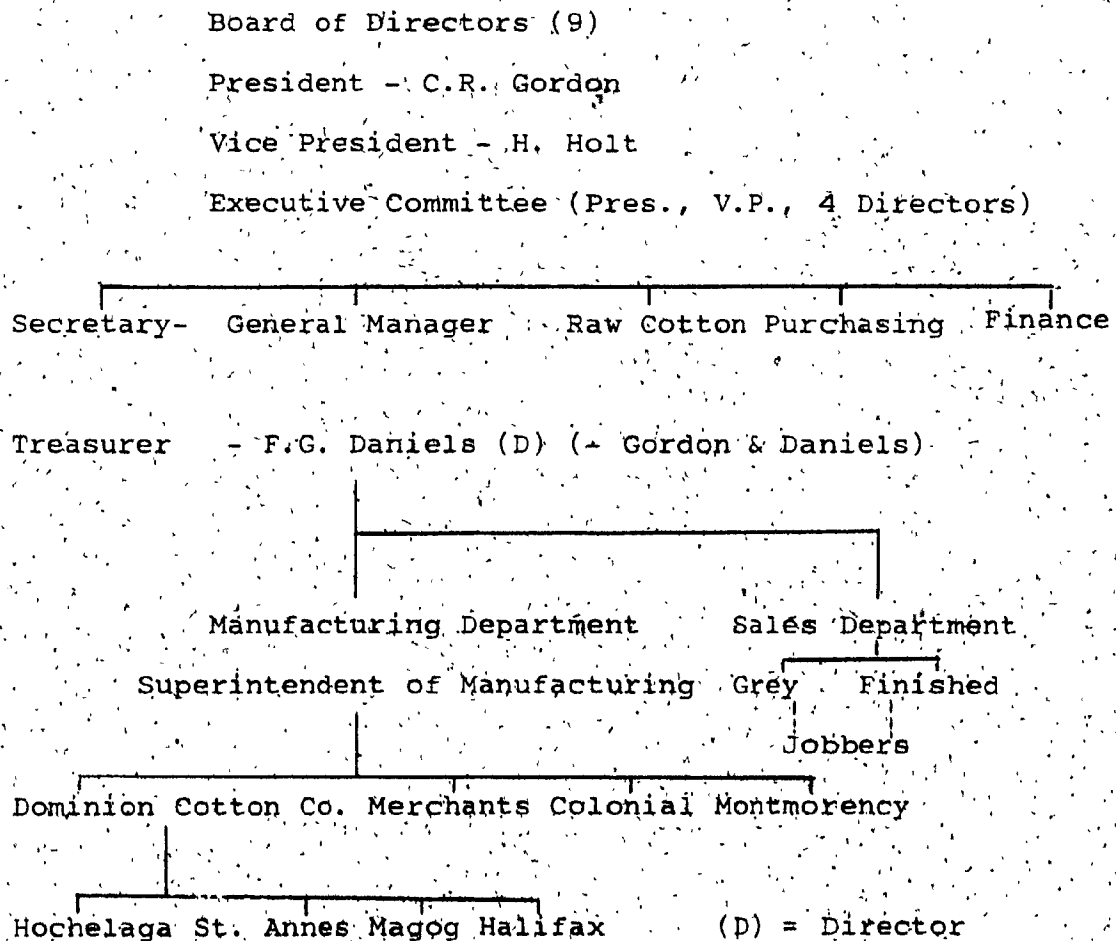 Board of Directors (9)
President - C.R. Gordon
Vice President - H. Holt
Executive Committee (Pres., V.P., 4 Directors)
Secretary- General Manager Raw Cotton Purchasing Finance
Treasurer - F.G. Daniels (D) (- Gordon & Daniels)
Manufacturing Department Sales Department
Superintendent of Manufacturing Grey Finished
Jobbers
Dominion Cotton Co. Merchants Colonial Montmorency
Hochelaga St. Annes Magog Halifax (D) = Director